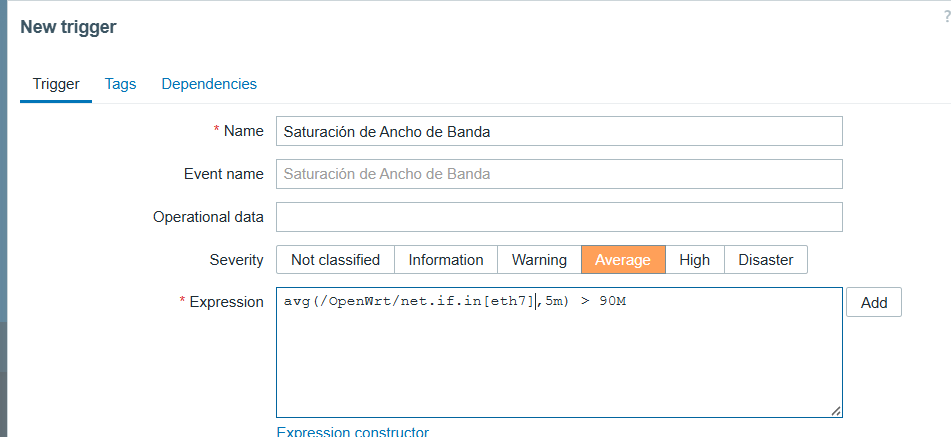 ?
New trigger
Trigger Tags Dependencies
* Name Saturación de Ancho de Banda
Event name Saturación de Ancho de Banda
Operational data
Severity Not classified Information Warning Average High Disaster
* Expression avg(/OpenWrt/net.if.in[eth7],5m) > 90M Add
Expression constructor